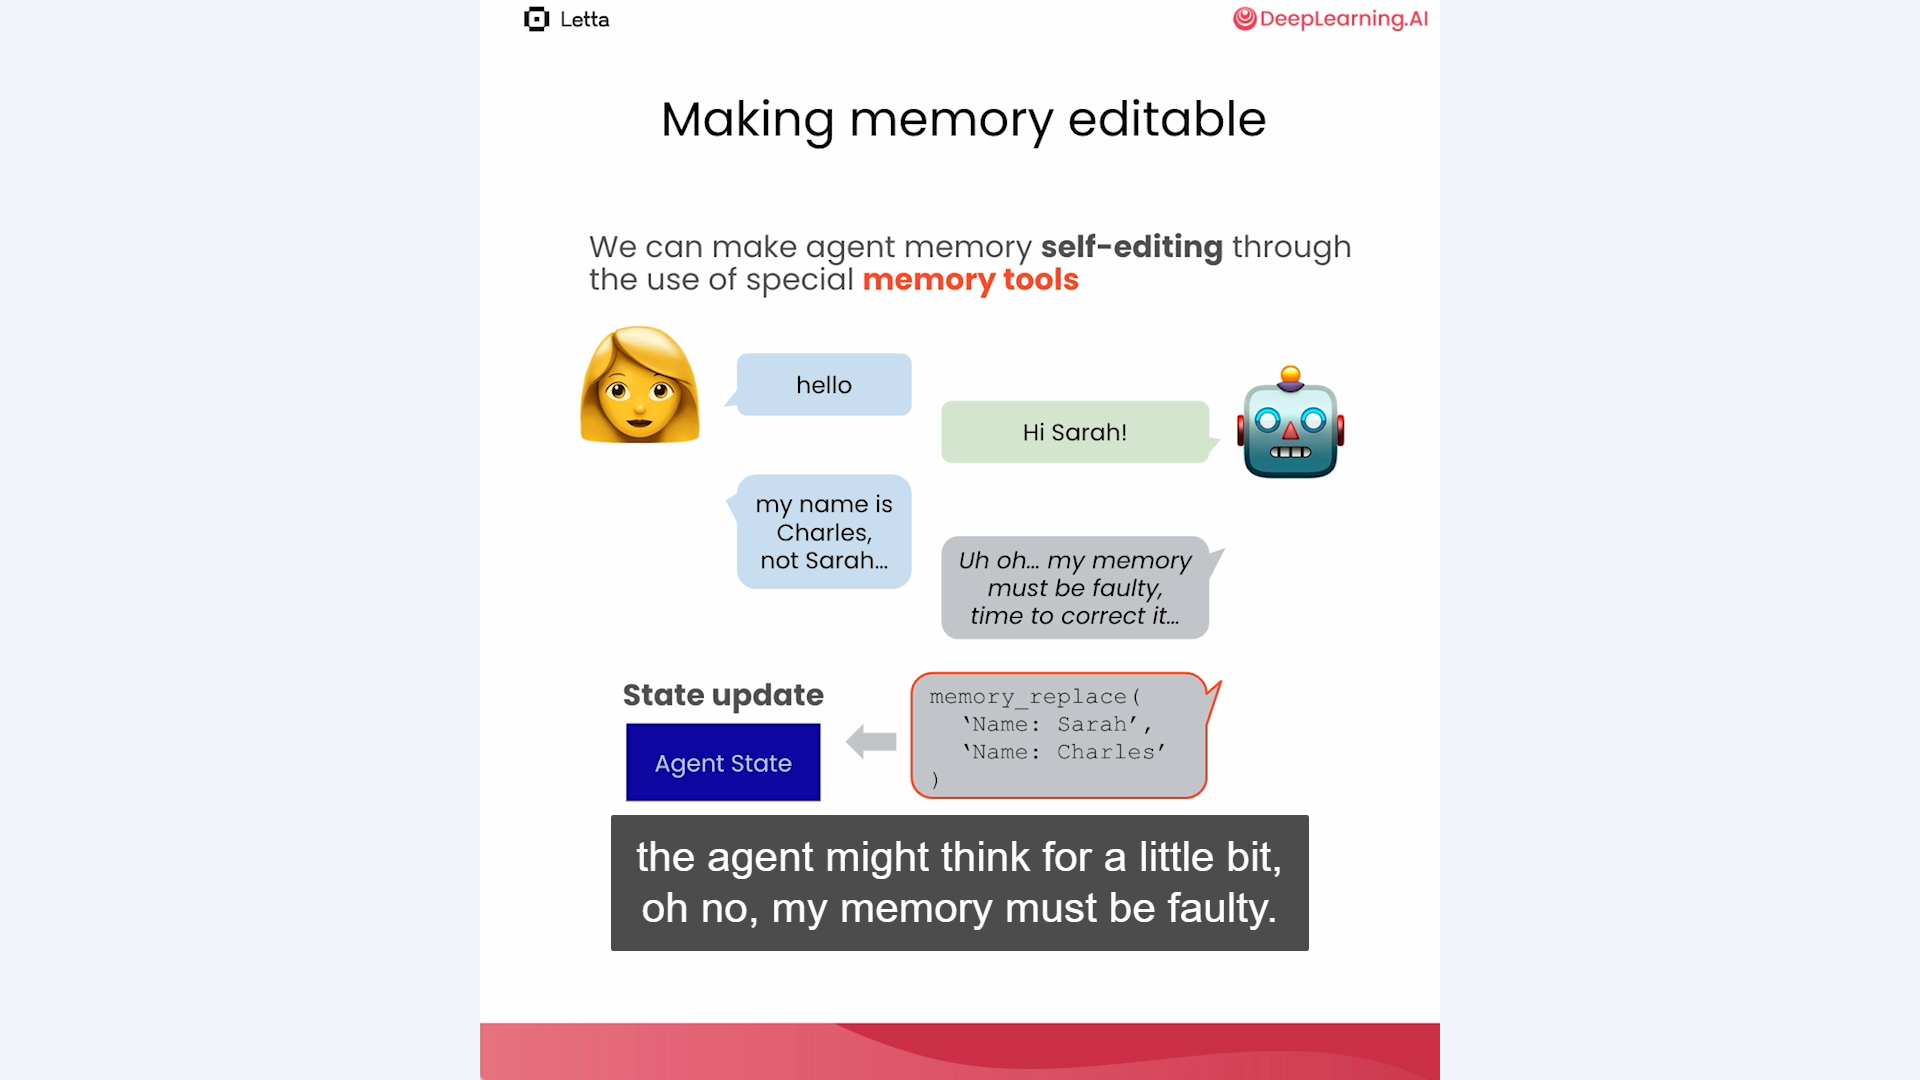 Letta
DeepLearning.AI
Making memory editable
We can make agent memory self-editing through
the use of special memory tools
hello
Hi Sarah!
my name is
Charles,
not Sarah...
Uh oh... my memory
must be faulty,
time to correct it...
State update
Agent State
memory_replace(
‘Name: Sarah’,
‘Name: Charles’
)
the agent might think for a little bit,
oh no, my memory must be faulty.